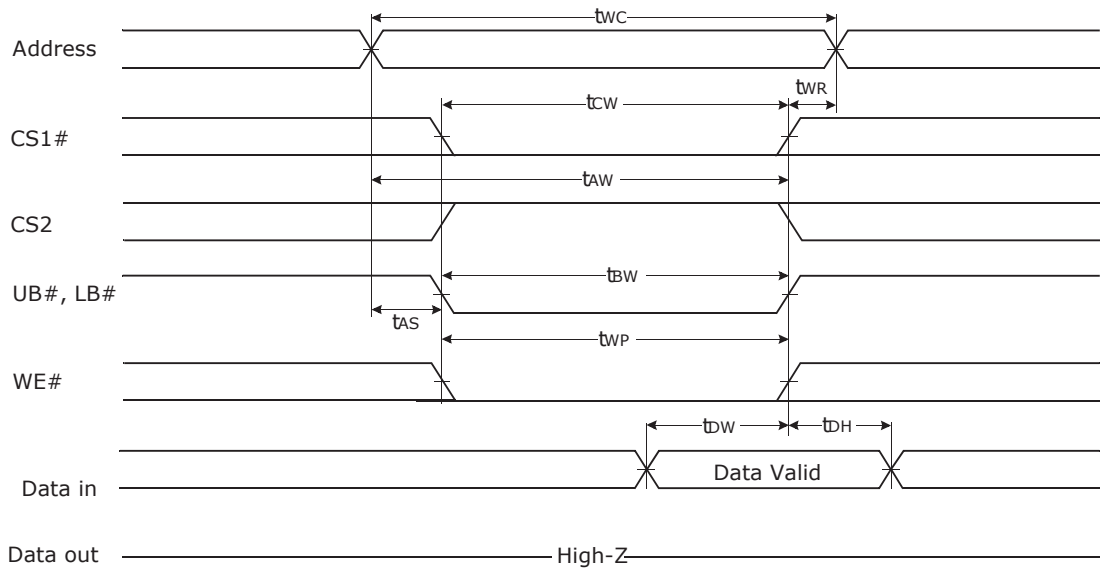 tWC
Address
tWR
tCW
CS1#
tAW
CS2
tBW
UB#, LB#
tAS
tWP
WE#
tDW
tDH
Data Valid
Data in
Data out
High-Z